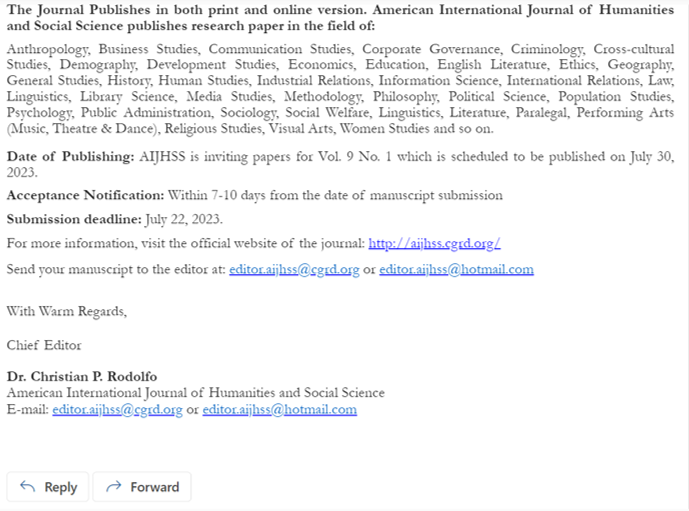 The Journal Publishes in both print and online version. American International Journal of Humanities
and Social Science publishes research paper in the field of:
Anthropology, Business Studies, Communication Studies, Corporate Governance, Criminology, Cross-cultural
Studies, Demography, Development Studies, Economics, Education, English Literature, Ethics, Geography,
General Studies, History, Human Studies, Industrial Relations, Information Science, International Relations, Law,
Linguistics, Library Science, Media Studies, Methodology, Philosophy, Political Science, Population Studies,
Psychology, Public Administration, Sociology, Social Welfare, Linguistics, Literature, Paralegal, Performing Arts
(Music, Theatre & Dance), Religious Studies, Visual Arts, Women Studies and so on.
Date of Publishing: AIJHSS is inviting papers for Vol. 9 No. 1 which is scheduled to be published on July 30,
2023.
Acceptance Notification: Within 7-10 days from the date of manuscript submission
Submission deadline: July 22, 2023.
For more information, visit the official website of the journal: http://aijhss.cgrd.org/
Send your manuscript to the editor at: editor.aijhss@cgrd.org or editor.aijhss@hotmail.com
With Warm Regards,
Chief Editor
Dr. Christian P. Rodolfo
American International Journal of Humanities and Social Science
E-mail: editor.aijhss@cgrd.org or editor.aijhss@hotmail.com
Reply Forward